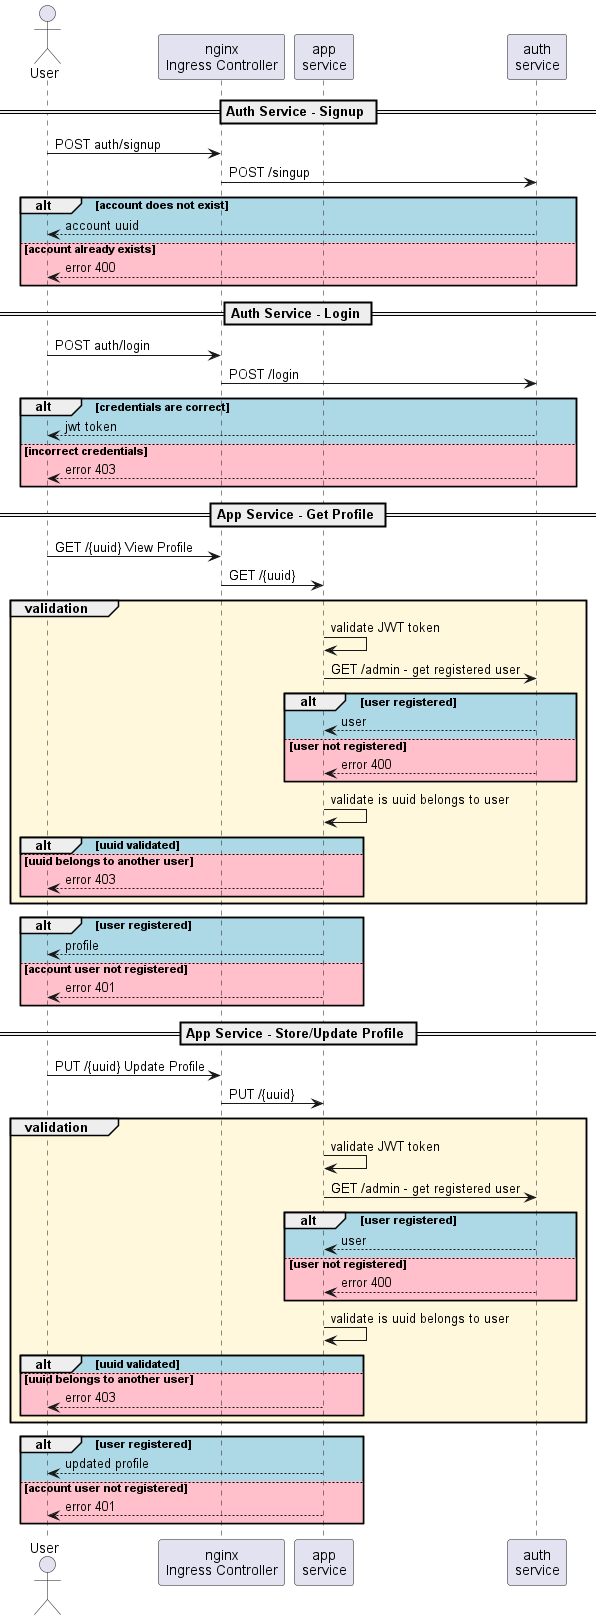 User
nginx
Ingress Controller
app
service
auth
service
Auth Service - Signup
POST auth/signup
POST /singup
alt [account does not exist]
account uuid
[account already exists]
error 400
Auth Service - Login
POST auth/login
POST /login
alt [credentials are correct]
jwt token
[incorrect credentials]
error 403
App Service - Get Profile
GET /{uuid} View Profile
GET /{uuid}
validation
validate JWT token
GET /admin - get registered user
alt [user registered]
user
[user not registered]
error 400
validate is uuid belongs to user
alt [uuid validated]
[uuid belongs to another user]
error 403
alt [user registered]
profile
[account user not registered]
error 401
App Service - Store/Update Profile
PUT /{uuid} Update Profile
PUT /{uuid}
validation
validate JWT token
GET /admin - get registered user
alt [user registered]
user
[user not registered]
error 400
validate is uuid belongs to user
alt [uuid validated]
[uuid belongs to another user]
error 403
alt [user registered]
updated profile
[account user not registered]
error 401
User
nginx
Ingress Controller
app
service
auth
service